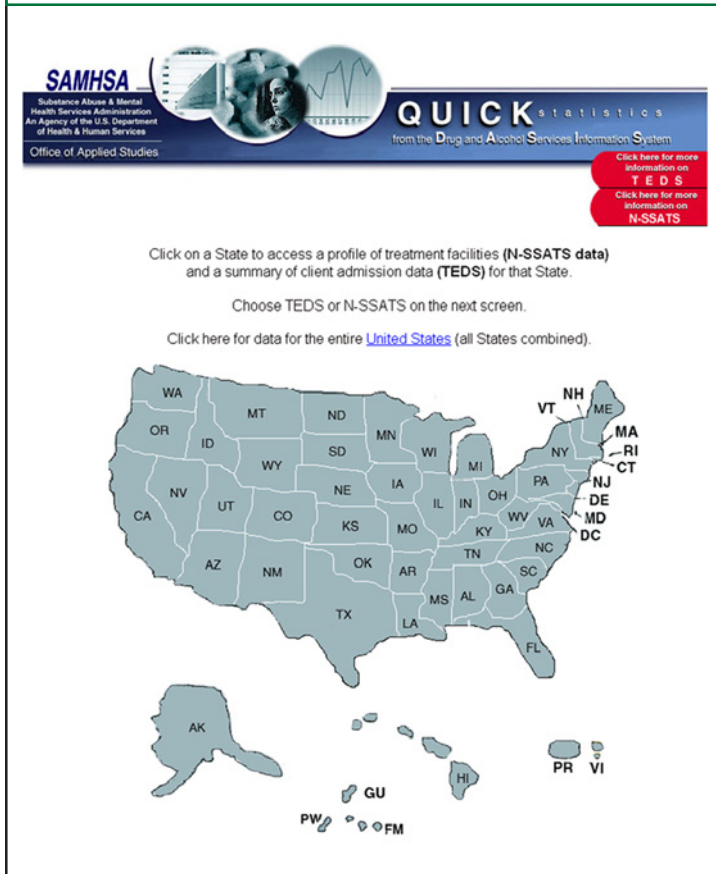 SAMHSA
Substance Abuse & Mental
Health Services Administration
An Agency of the U.S. Department
of Health & Human Services
Office of Applied Studies
QUICK statistics
from the Drug and Alcohol Services Information System
Click here for more
information on
T E D S
Click here for more
information on
N-SSATS
Click on a State to access a profile of treatment facilities (N-SSATS data)
and a summary of client admission data (TEDS) for that State.
Choose TEDS or N-SSATS on the next screen.
Click here for data for the entire United States (all States combined).
WA
MT
ND
MN
OR
ID
SD
WI
MI
NY
VT
NH
ME
MA
RI
CT
WY
NE
IA
PA
NJ
NV
UT
CO
IL
IN
OH
DE
MD
DC
CA
KS
MO
WV
VA
KY
AZ
NM
OK
AR
TN
NC
SC
TX
LA
MS
AL
GA
FL
AK
HI
PR
VI
GU
PW
FM